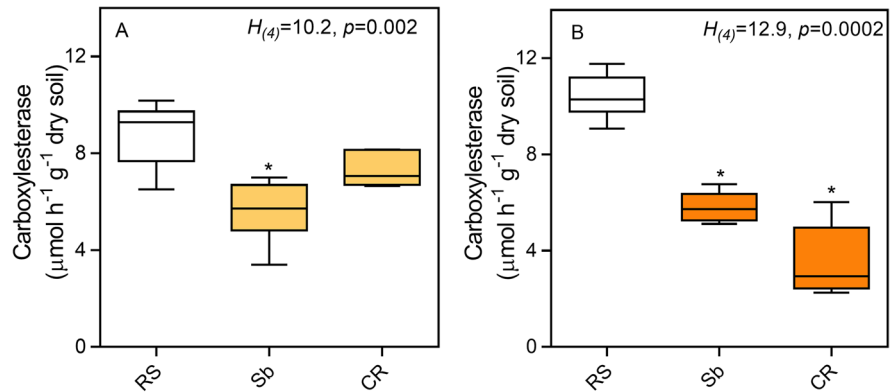 A
H(4)=10.2, p=0.002
Carboxylesterase
(μmol h⁻¹ g⁻¹ dry soil)
12
8
4
0
*
RS
Sb
CR
B
H(4)=12.9, p=0.0002
Carboxylesterase
(μmol h⁻¹ g⁻¹ dry soil)
12
8
4
0
*
*
RS
Sb
CR